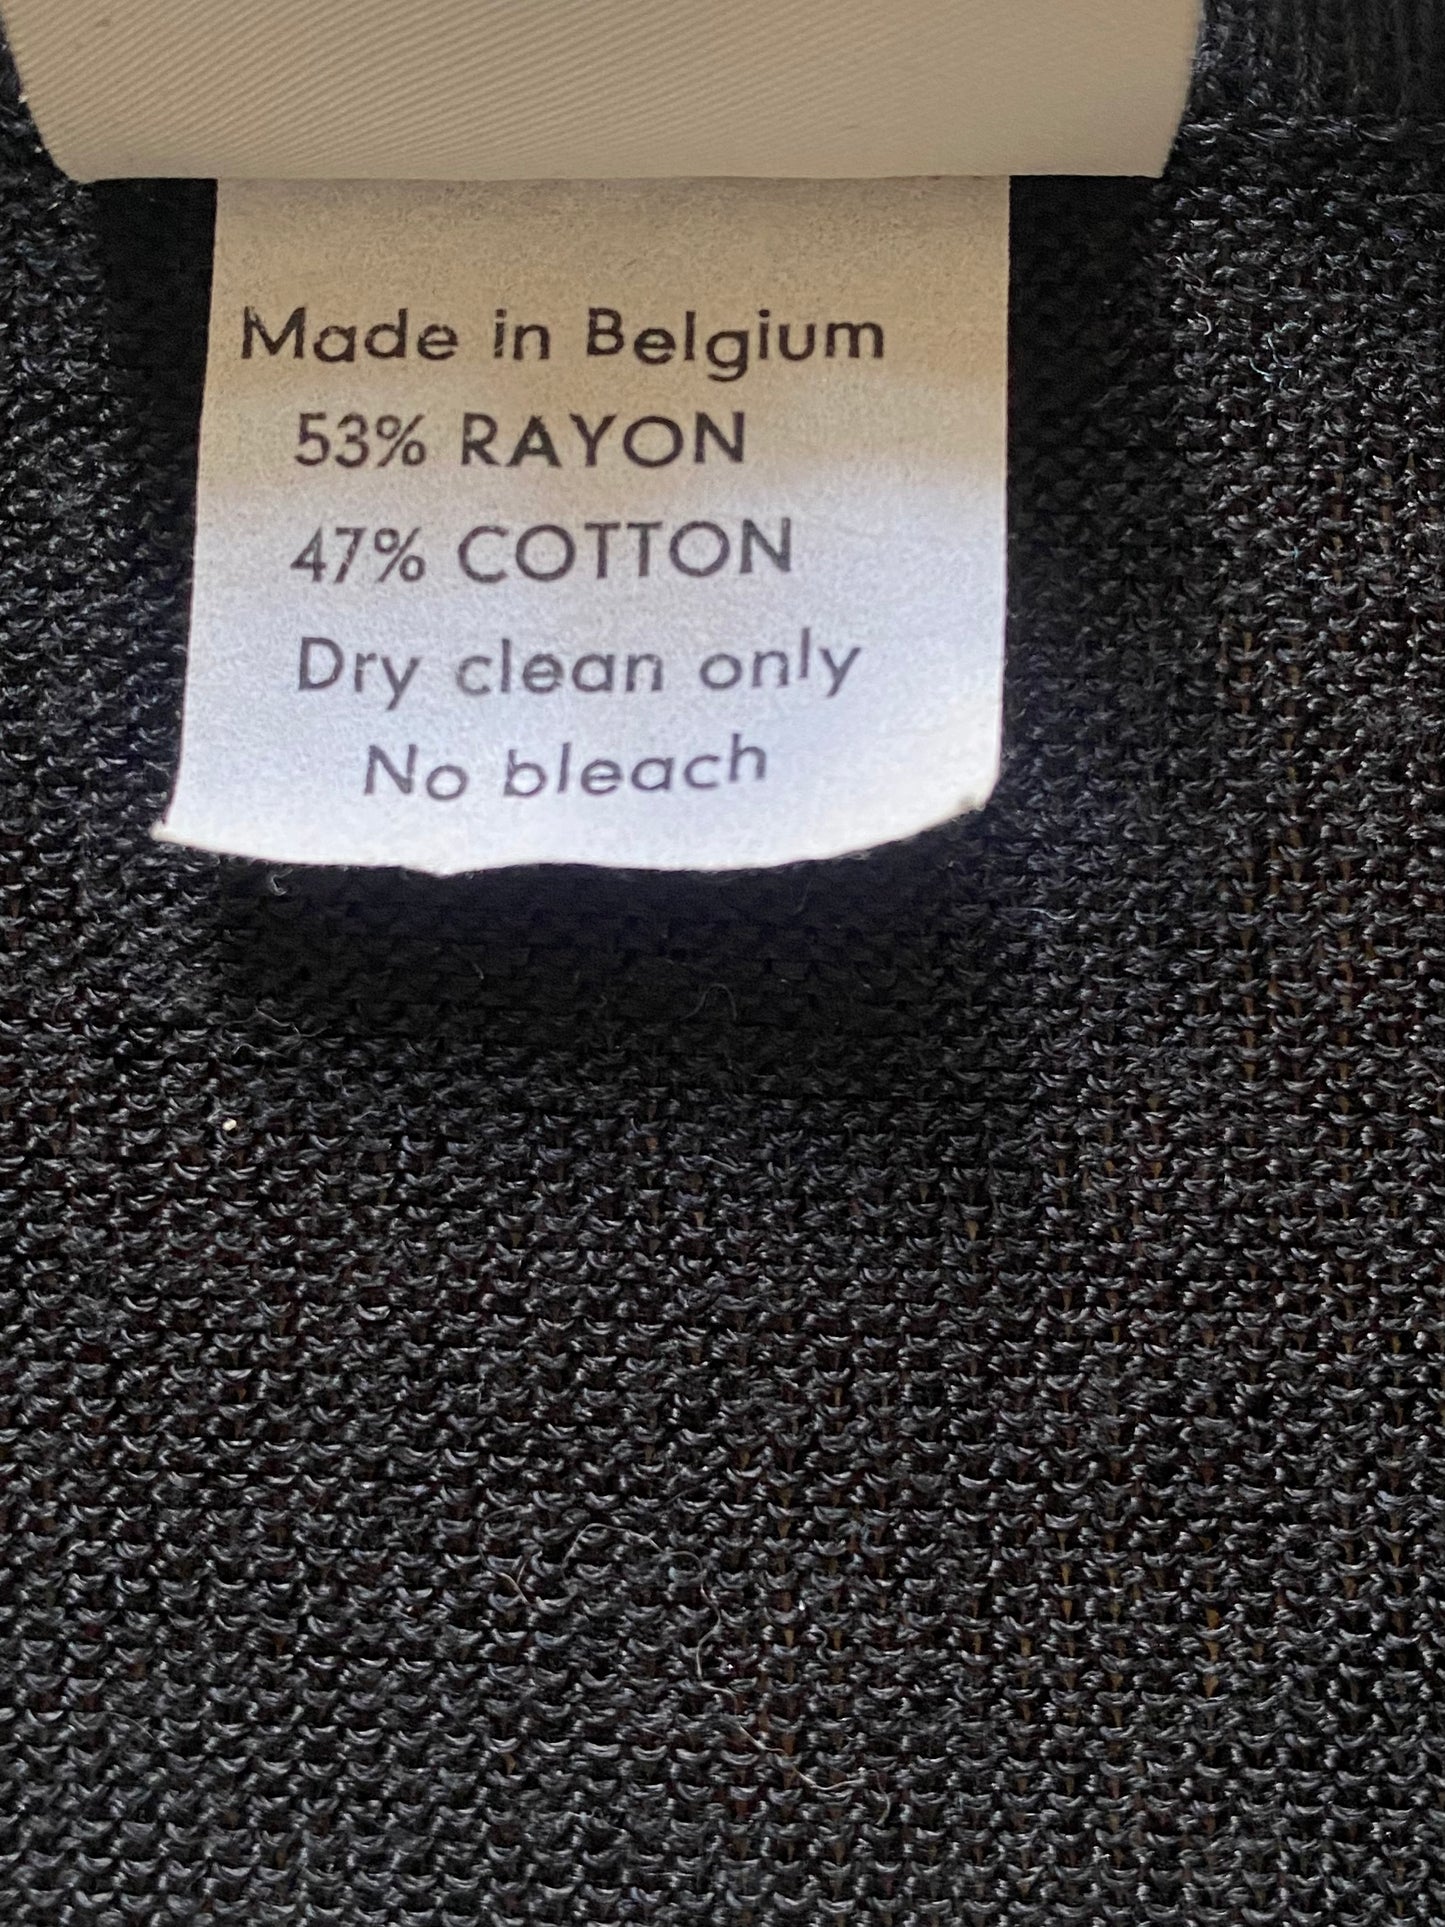 Made in Belgium
53% RAYON
47% COTTON
Dry clean only
No bleach